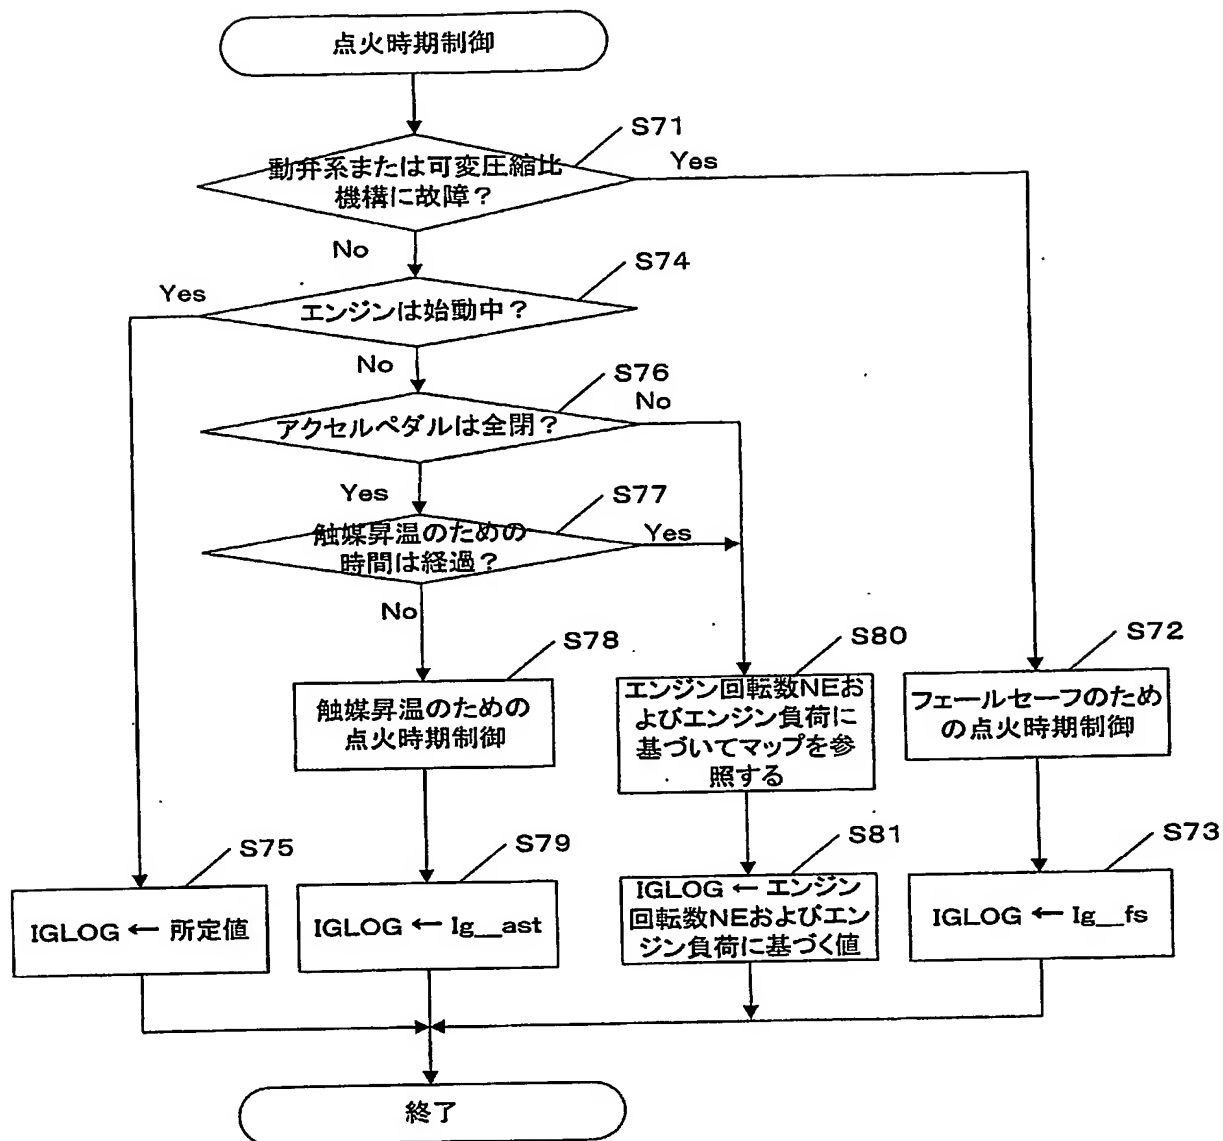 点火時期制御
S71
動弁系または可変圧縮比
機構に故障？
Yes
No
S74
Yes
エンジンは始動中？
No
S76
No
アクセルペダルは全閉？
Yes
S77
触媒昇温のための
時間は経過？
Yes
No
S78
触媒昇温のための
点火時期制御
S80
エンジン回転数NEお
よびエンジン負荷に
基づいてマップを参
照する
S72
フェールセーフのため
の点火時期制御
S75
IGLOG ← 所定値
S79
IGLOG ← Ig__ast
S81
IGLOG ← エンジン
回転数NEおよびエン
ジン負荷に基づく値
S73
IGLOG ← Ig__fs
終了